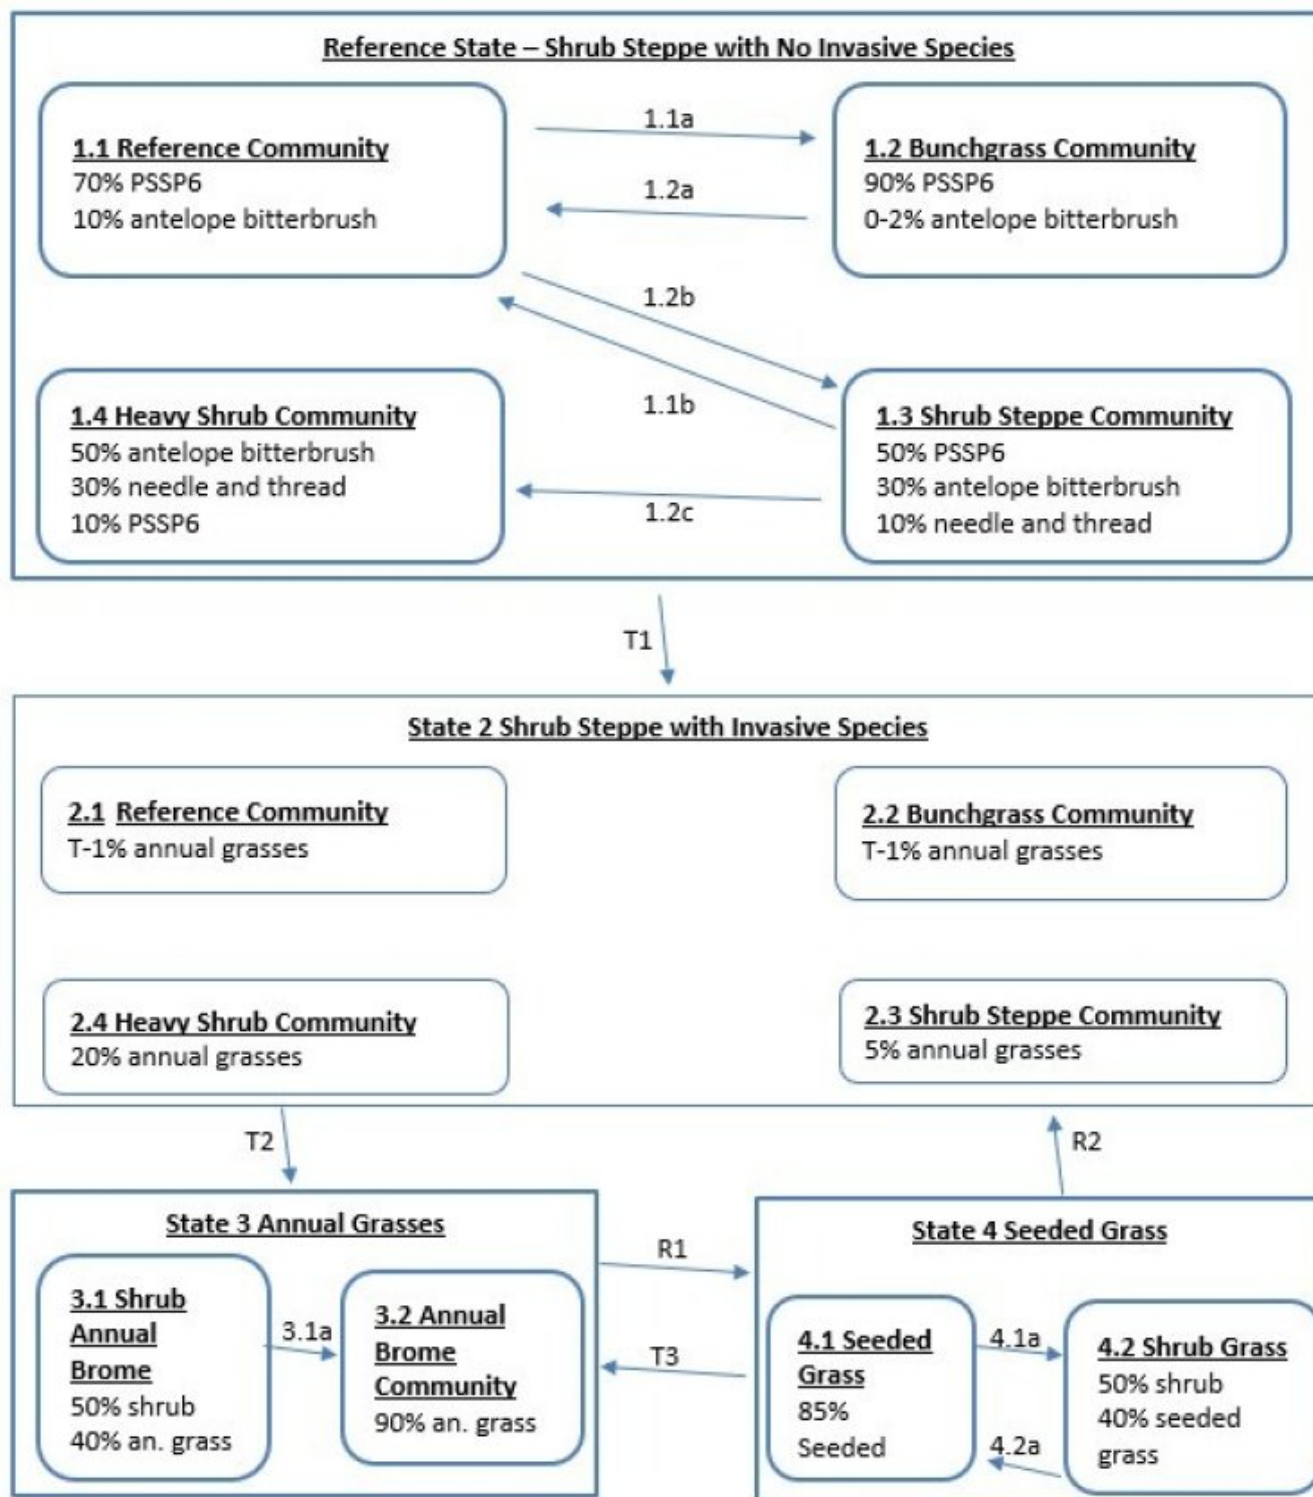 Reference State – Shrub Steppe with No Invasive Species
1.1 Reference Community
70% PSSP6
10% antelope bitterbrush
1.1a
1.2a
1.2 Bunchgrass Community
90% PSSP6
0-2% antelope bitterbrush
1.2b
1.1b
1.4 Heavy Shrub Community
50% antelope bitterbrush
30% needle and thread
10% PSSP6
1.2c
1.3 Shrub Steppe Community
50% PSSP6
30% antelope bitterbrush
10% needle and thread
T1
State 2 Shrub Steppe with Invasive Species
2.1 Reference Community
T-1% annual grasses
2.2 Bunchgrass Community
T-1% annual grasses
2.4 Heavy Shrub Community
20% annual grasses
2.3 Shrub Steppe Community
5% annual grasses
T2
R2
State 3 Annual Grasses
3.1 Shrub
Annual
Brome
50% shrub
40% an. grass
3.1a
3.2 Annual
Brome
Community
90% an. grass
R1
T3
State 4 Seeded Grass
4.1 Seeded
Grass
85%
Seeded
4.1a
4.2a
4.2 Shrub Grass
50% shrub
40% seeded
grass